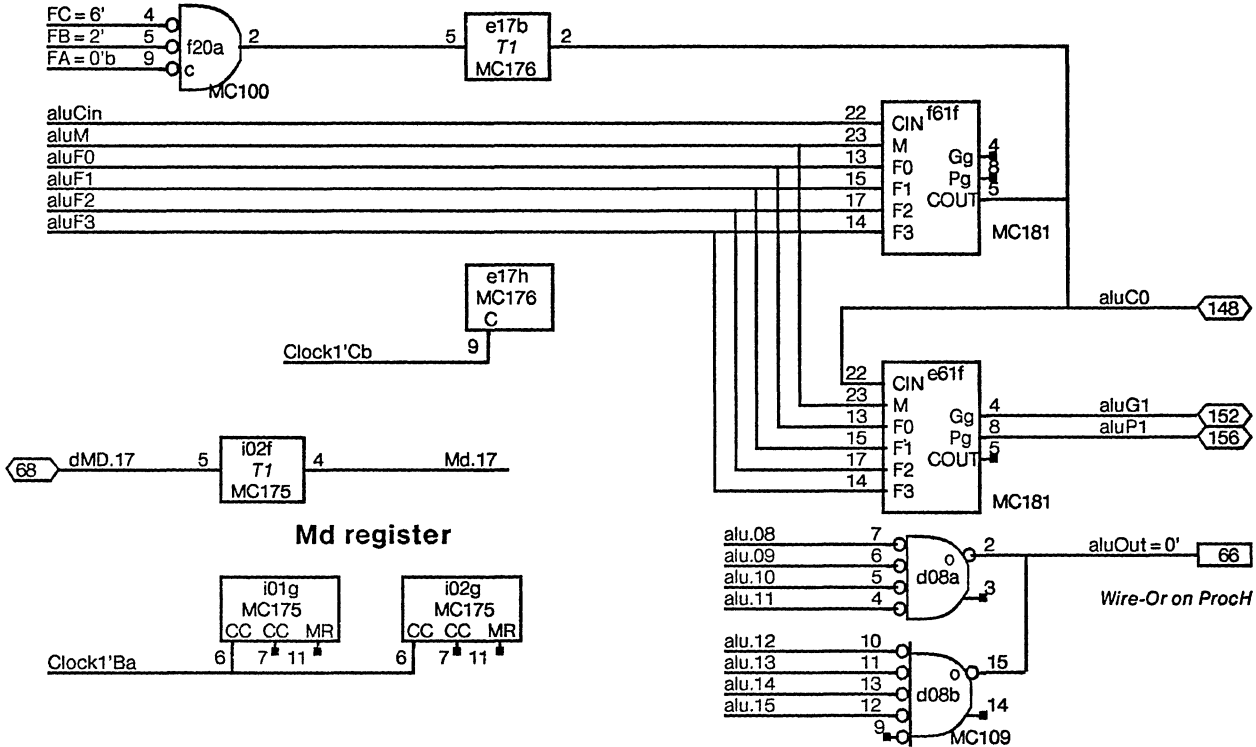 FC = 6' 4
FB = 2' 5
FA = 0'b 9
f20a
c
2
MC100
5
e17b
T1
MC176
2
aluCin 22
aluM 23
aluF0 13
aluF1 15
aluF2 17
aluF3 14
f61f
CIN
M
F0
F1
F2
F3
Gg 4
Pg 8
COUT 5
MC181
e17h
MC176
C
9
Clock1'Cb
aluC0 148
22
23
13
15
17
14
e61f
CIN
M
F0
F1
F2
F3
Gg 4 aluG1 152
Pg 8 aluP1 156
COUT 5
MC181
68 dMD.17 5
i02f
T1
MC175
4 Md.17
Md register
i01g
MC175
CC CC MR
6 7 11
i02g
MC175
CC CC MR
6 7 11
Clock1'Ba
alu.08 7
alu.09 6
alu.10 5
alu.11 4
o
d08a
2
3
aluOut = 0' 66
Wire-Or on ProcH
alu.12 10
alu.13 11
alu.14 13
alu.15 12
9
o
d08b
15
14
MC109